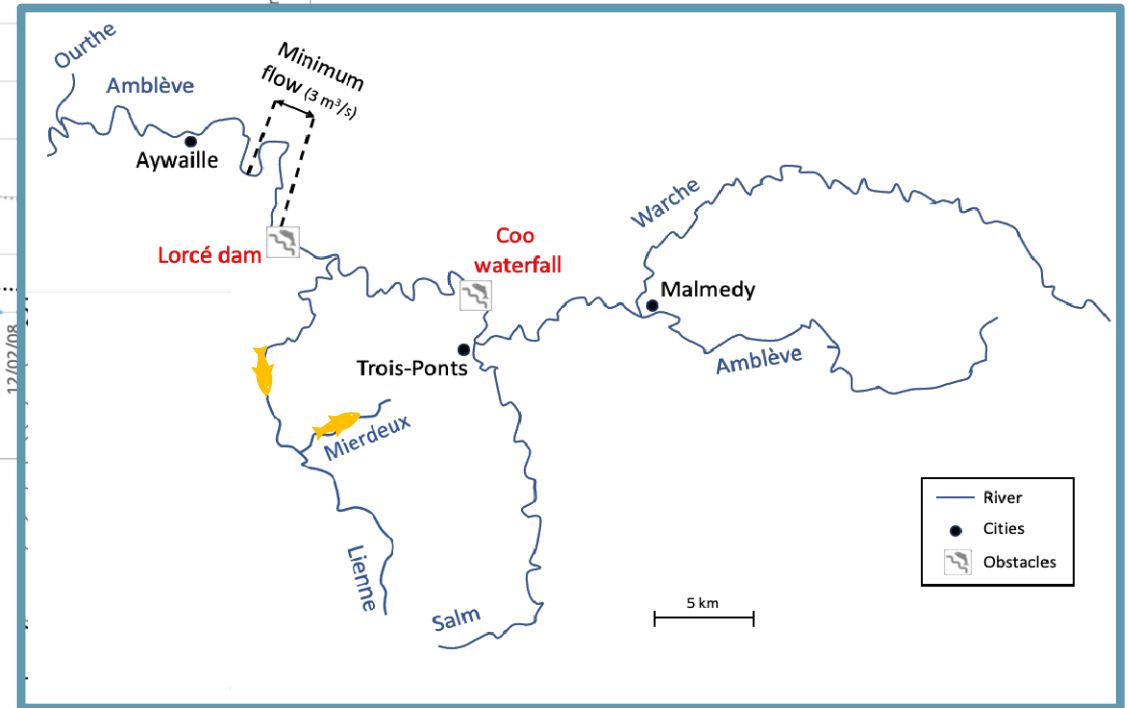 Ourthe
Amblève
Minimum
flow (3 m³/s)
Aywaille
Lorcé dam
Coo
waterfall
Warche
Malmedy
Trois-Ponts
Amblève
Mierdeux
Lienne
Salm
River
Cities
Obstacles
5 km
12/02/08